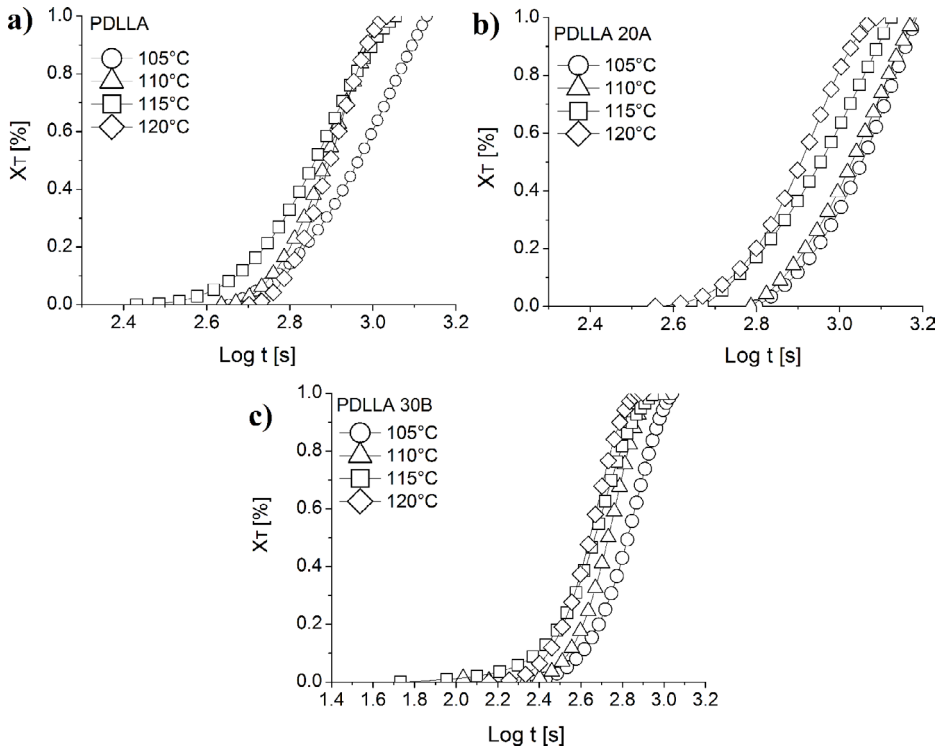 a)
PDLLA
105°C
110°C
115°C
120°C
1.0
0.8
0.6
0.4
0.2
0.0
XT [%]
2.4 2.6 2.8 3.0 3.2
Log t [s]
b)
PDLLA 20A
105°C
110°C
115°C
120°C
1.0
0.8
0.6
0.4
0.2
0.0
XT [%]
2.4 2.6 2.8 3.0 3.2
Log t [s]
c)
PDLLA 30B
105°C
110°C
115°C
120°C
1.0
0.8
0.6
0.4
0.2
0.0
XT [%]
1.4 1.6 1.8 2.0 2.2 2.4 2.6 2.8 3.0 3.2
Log t [s]